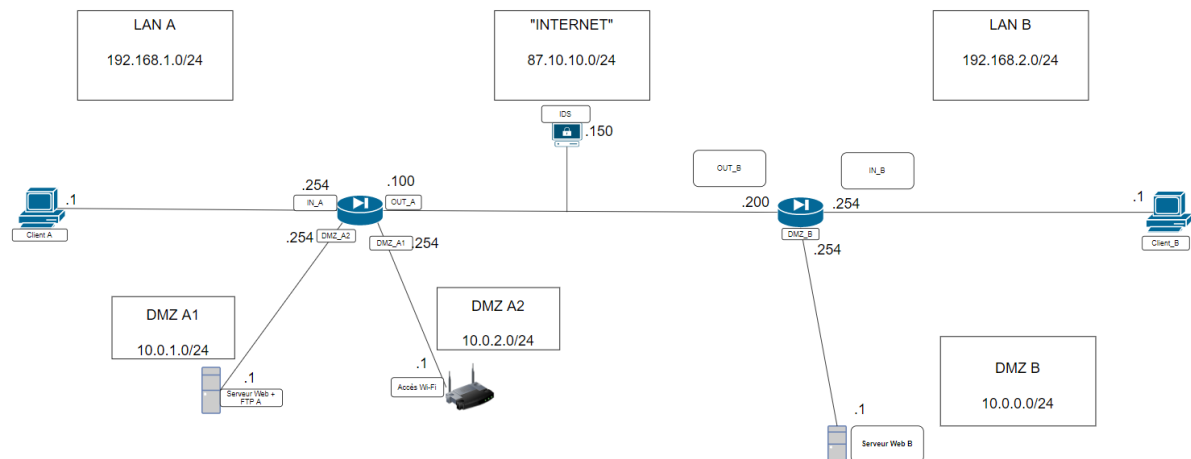 LAN A
192.168.1.0/24
"INTERNET"
87.10.10.0/24
LAN B
192.168.2.0/24
IDS
.150
OUT_B
IN_B
.1
Client A
.254
IN_A
.100
OUT_A
.200
.254
.1
Client_B
.254
DMZ_A2
DMZ_A1
.254
DMZ_B
.254
DMZ A1
10.0.1.0/24
DMZ A2
10.0.2.0/24
.1
Serveur Web +
FTP A
.1
Accés Wi-Fi
DMZ B
10.0.0.0/24
.1
Serveur Web B